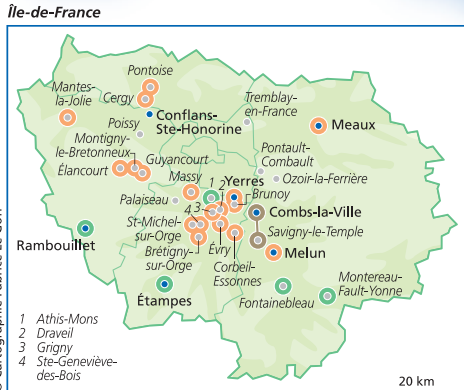 Île-de-France
Pontoise
Mantes-
la-Jolie
Cergy
Tremblay-
en-France
Conflans-
Ste-Honorine
Poissy
Meaux
Montigny-
le-Bretonneux
Guyancourt
Pontault-
Combault
Élancourt
Massy
1
2
Yerres
Ozoir-la-Ferrière
Brunoy
Palaiseau
4
3
Combs-la-Ville
St-Michel-
sur-Orge
Savigny-le-Temple
Rambouillet
Évry
Brétigny-
sur-Orge
Corbeil-
Essonnes
Melun
Étampes
Fontainebleau
Montereau-
Fault-Yonne
1 Athis-Mons
2 Draveil
3 Grigny
4 Ste-Geneviève-
des-Bois
20 km